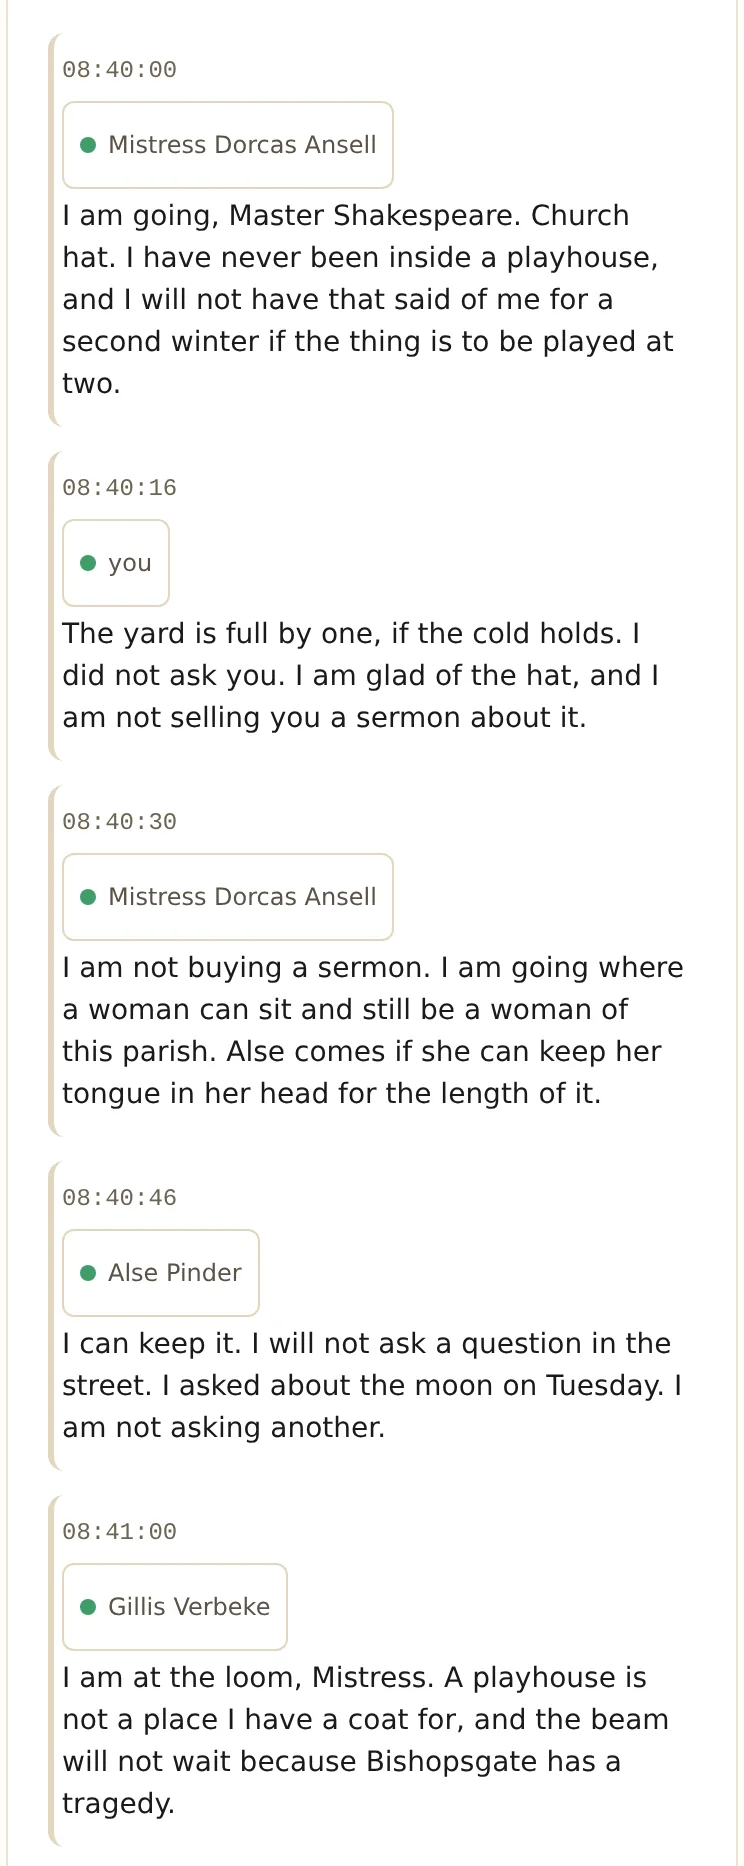 08:40:00
Mistress Dorcas Ansell
I am going, Master Shakespeare. Church
hat. I have never been inside a playhouse,
and I will not have that said of me for a
second winter if the thing is to be played at
two.
08:40:16
you
The yard is full by one, if the cold holds. I
did not ask you. I am glad of the hat, and I
am not selling you a sermon about it.
08:40:30
Mistress Dorcas Ansell
I am not buying a sermon. I am going where
a woman can sit and still be a woman of
this parish. Alse comes if she can keep her
tongue in her head for the length of it.
08:40:46
Alse Pinder
I can keep it. I will not ask a question in the
street. I asked about the moon on Tuesday. I
am not asking another.
08:41:00
Gillis Verbeke
I am at the loom, Mistress. A playhouse is
not a place I have a coat for, and the beam
will not wait because Bishopsgate has a
tragedy.